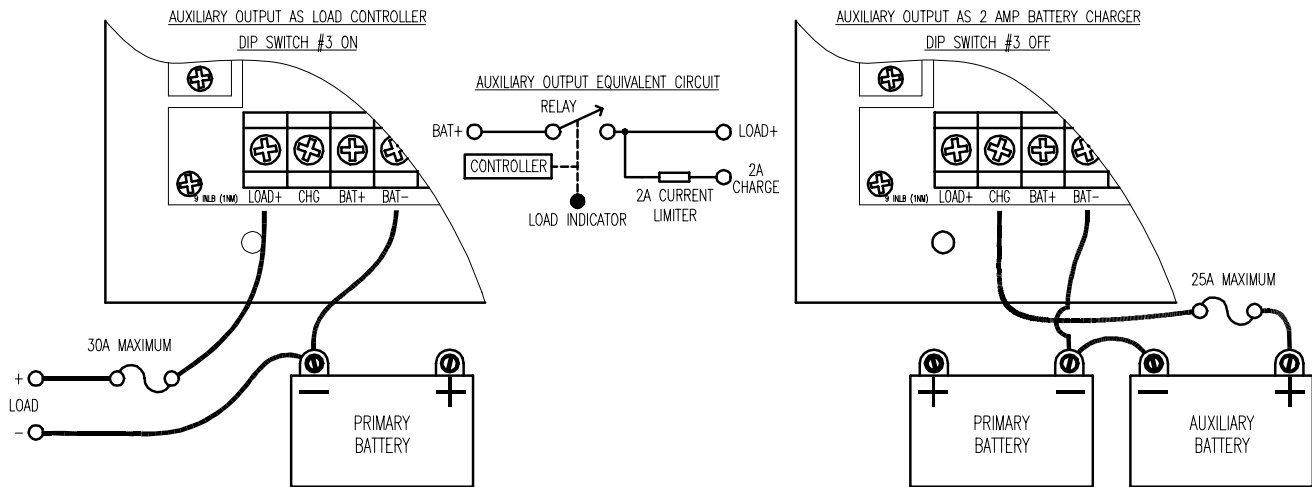 AUXILIARY OUTPUT AS LOAD CONTROLLER
DIP SWITCH #3 ON
9 INLB (1NM)
LOAD+ CHG BAT+ BAT-
30A MAXIMUM
+
LOAD
-
PRIMARY
BATTERY
AUXILIARY OUTPUT EQUIVALENT CIRCUIT
RELAY
BAT+
LOAD+
CONTROLLER
2A
CHARGE
2A CURRENT
LIMITER
LOAD INDICATOR
AUXILIARY OUTPUT AS 2 AMP BATTERY CHARGER
DIP SWITCH #3 OFF
9 INLB (1NM)
LOAD+ CHG BAT+ BAT-
25A MAXIMUM
PRIMARY
BATTERY
AUXILIARY
BATTERY